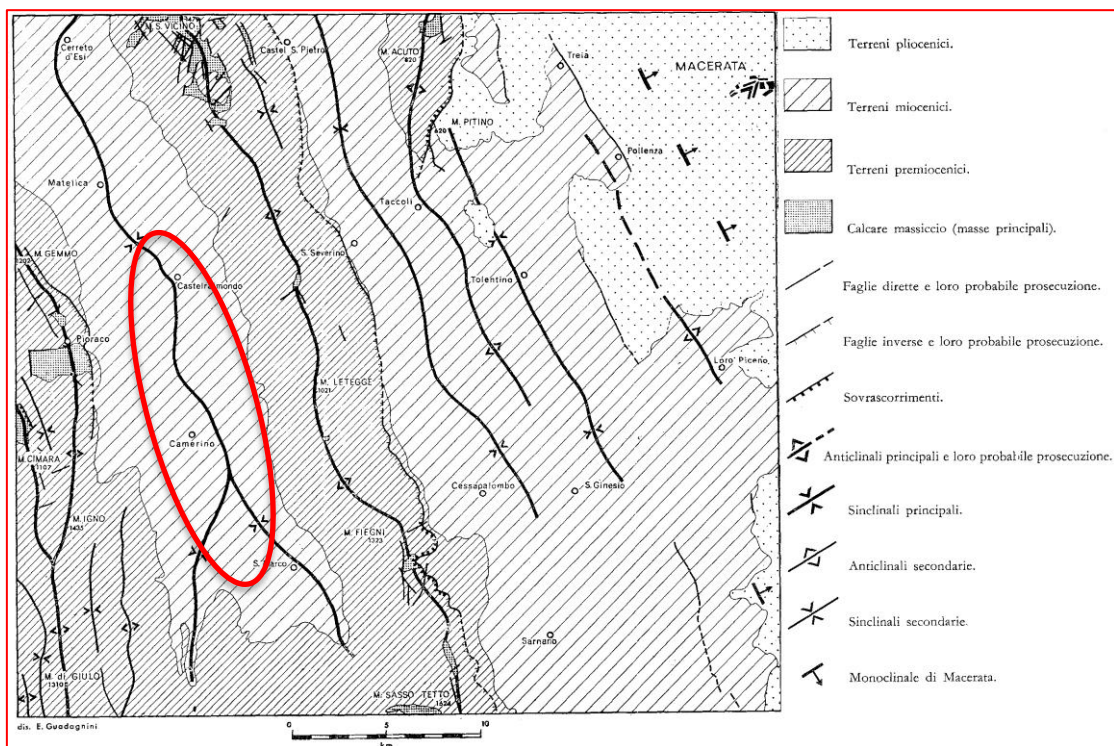 M. S. VICINO
Cerreto
d'Esi
Castel S. Pietro
M. ACUTO
820
Treia
MACERATA
M. PITINO
620
Pollenza
Matelica
Taccoli
S. Severino
M. GEMMO
1202
Castelraimondo
Tolentino
Pioraco
Loro Piceno
M. LETEGGE
1021
Camerino
M. CIMARA
1107
Cessapalombo
S. Ginesio
M. IGNO
1435
M. FIEGNI
1323
S. Marco
Sarnano
M. di GIULO
1310
M. SASSO TETTO
1624
dis. E. Guadagnini
0 5 10
km
Terreni pliocenici.
Terreni miocenici.
Terreni premiocenici.
Calcare massiccio (masse principali).
Faglie dirette e loro probabile prosecuzione.
Faglie inverse e loro probabile prosecuzione.
Sovrascorrimenti.
Anticlinali principali e loro probabile prosecuzione.
Sinclinali principali.
Anticlinali secondarie.
Sinclinali secondarie.
Monoclinale di Macerata.